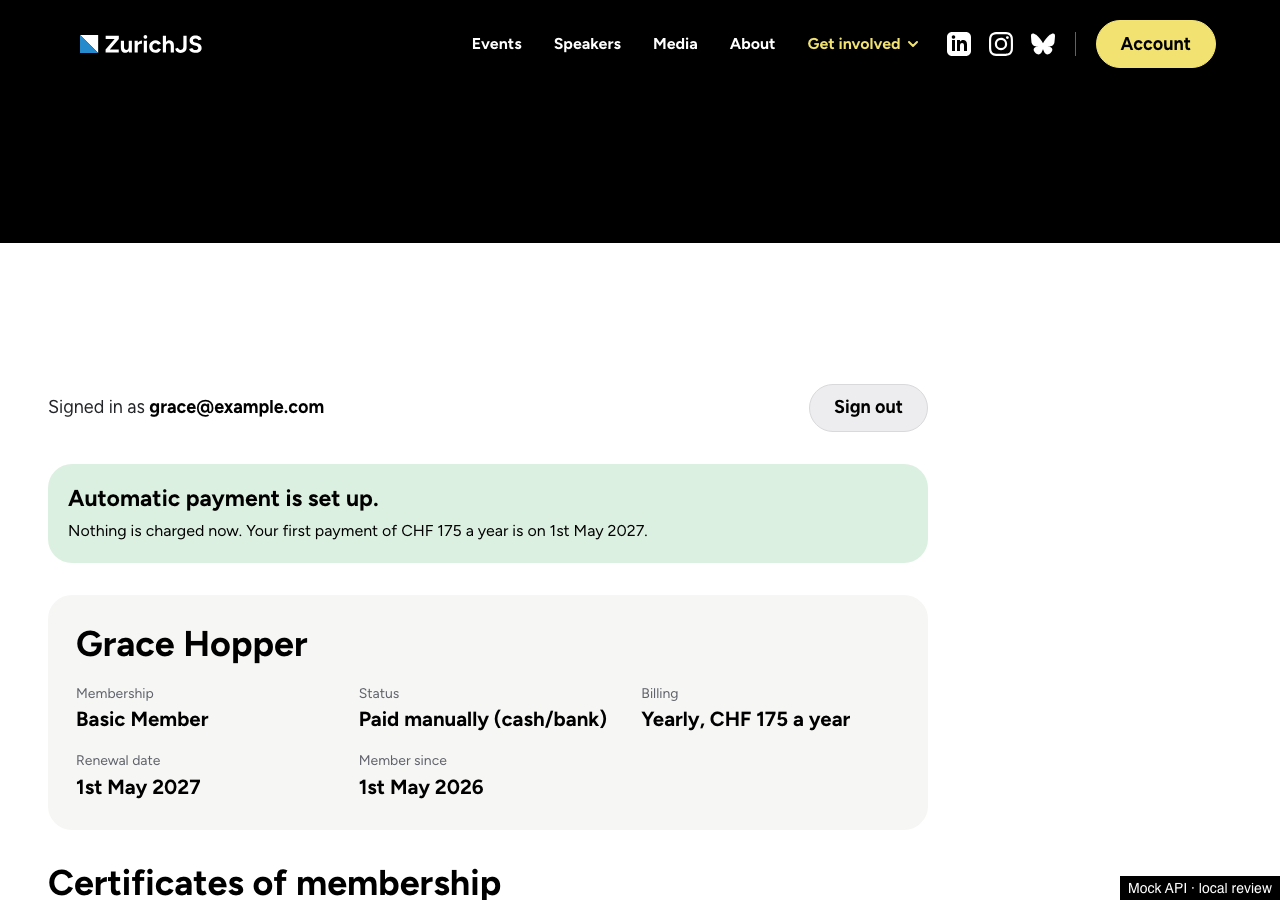 ZurichJS
Events
Speakers
Media
About
Get involved
Account
Signed in as grace@example.com
Sign out
Automatic payment is set up.
Nothing is charged now. Your first payment of CHF 175 a year is on 1st May 2027.
Grace Hopper
Membership
Basic Member
Status
Paid manually (cash/bank)
Billing
Yearly, CHF 175 a year
Renewal date
1st May 2027
Member since
1st May 2026
Certificates of membership
Mock API · local review